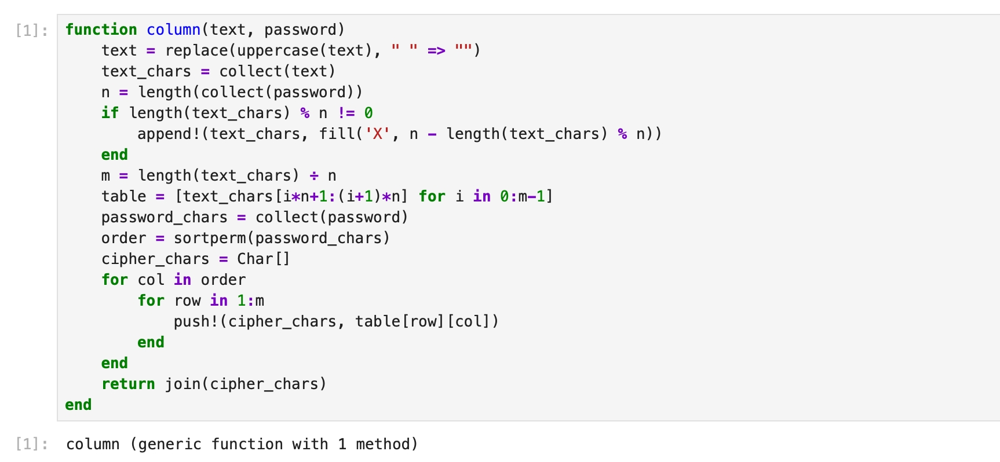 [1]: function column(text, password)
    text = replace(uppercase(text), " " => "")
    text_chars = collect(text)
    n = length(collect(password))
    if length(text_chars) % n != 0
        append!(text_chars, fill('X', n - length(text_chars) % n))
    end
    m = length(text_chars) ÷ n
    table = [text_chars[i*n+1:(i+1)*n] for i in 0:m-1]
    password_chars = collect(password)
    order = sortperm(password_chars)
    cipher_chars = Char[]
    for col in order
        for row in 1:m
            push!(cipher_chars, table[row][col])
        end
    end
    return join(cipher_chars)
end
[1]: column (generic function with 1 method)